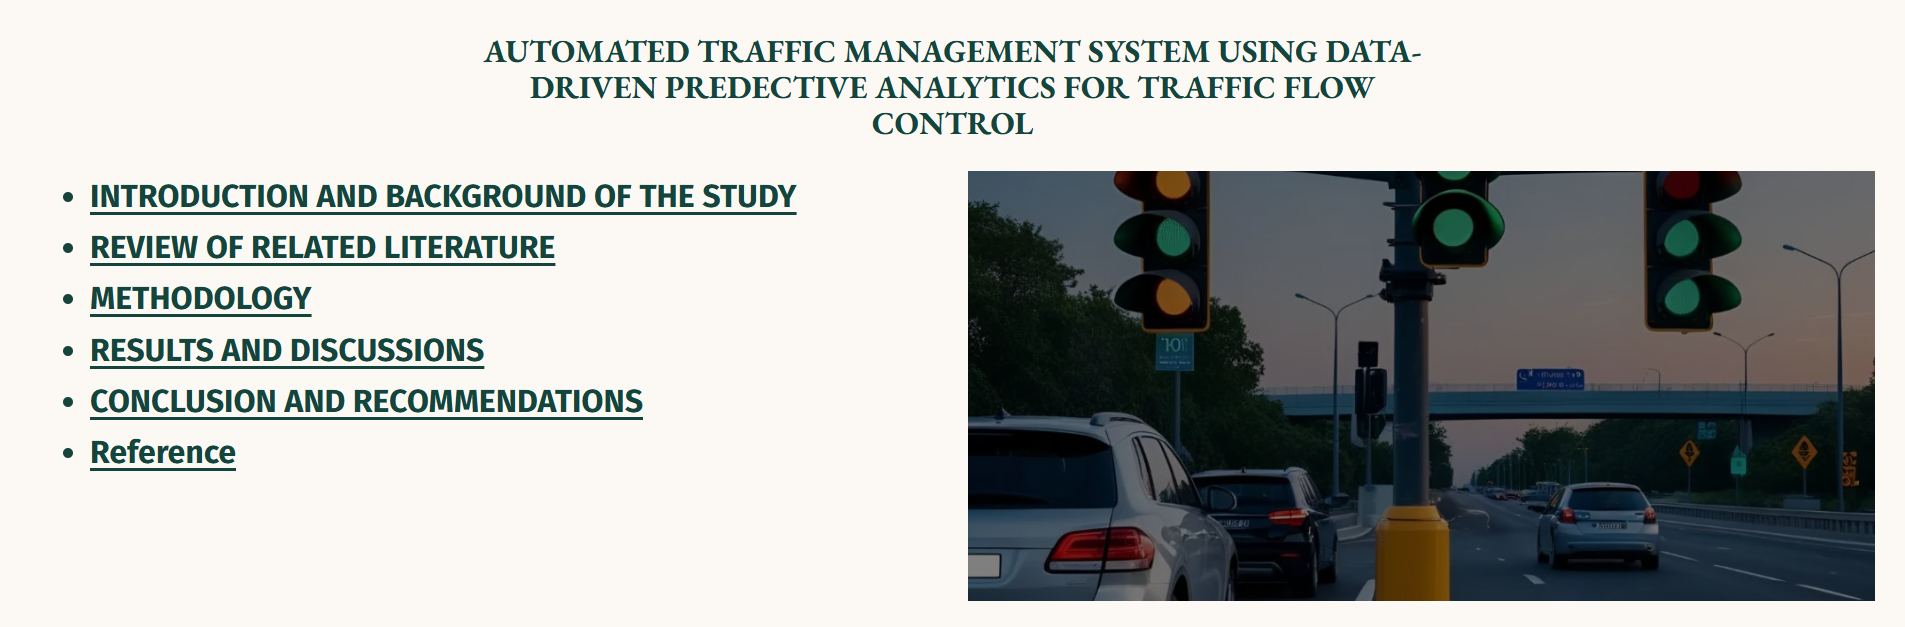 AUTOMATED TRAFFIC MANAGEMENT SYSTEM USING DATA-
DRIVEN PREDECTIVE ANALYTICS FOR TRAFFIC FLOW
CONTROL
INTRODUCTION AND BACKGROUND OF THE STUDY
REVIEW OF RELATED LITERATURE
METHODOLOGY
RESULTS AND DISCUSSIONS
CONCLUSION AND RECOMMENDATIONS
Reference